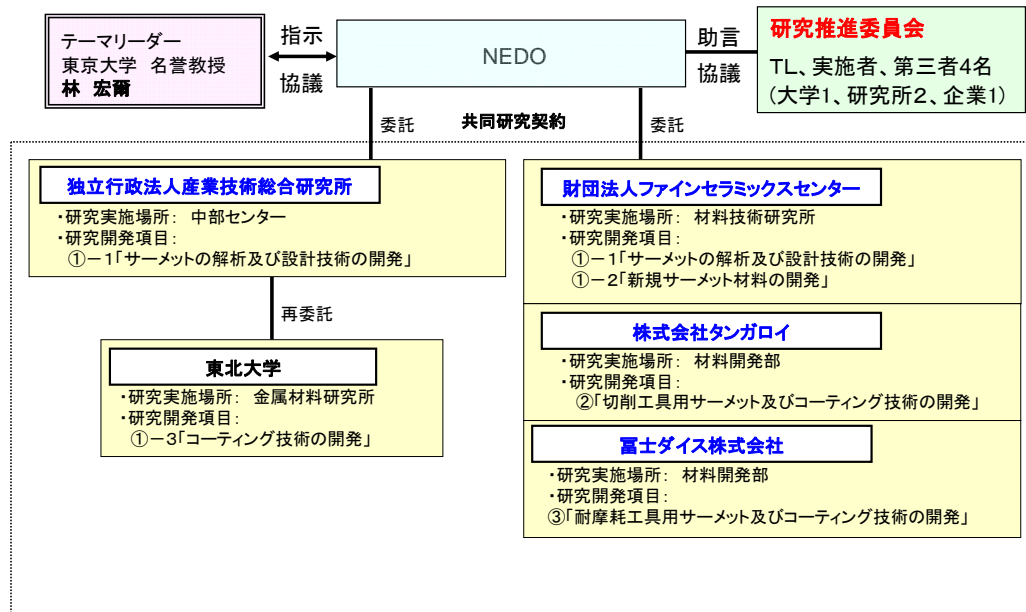 テーマリーダー
東京大学 名誉教授
林 宏爾
指示
協議
NEDO
助言
協議
研究推進委員会
TL、実施者、第三者4名
(大学1、研究所2、企業1)
委託
共同研究契約
委託
独立行政法人産業技術総合研究所
・研究実施場所: 中部センター
・研究開発項目:
①−1「サーメットの解析及び設計技術の開発」
再委託
東北大学
・研究実施場所: 金属材料研究所
・研究開発項目:
①−3「コーティング技術の開発」
財団法人ファインセラミックスセンター
・研究実施場所: 材料技術研究所
・研究開発項目:
①−1「サーメットの解析及び設計技術の開発」
①−2「新規サーメット材料の開発」
株式会社タンガロイ
・研究実施場所: 材料開発部
・研究開発項目:
②「切削工具用サーメット及びコーティング技術の開発」
冨士ダイス株式会社
・研究実施場所: 材料開発部
・研究開発項目:
③「耐摩耗工具用サーメット及びコーティング技術の開発」